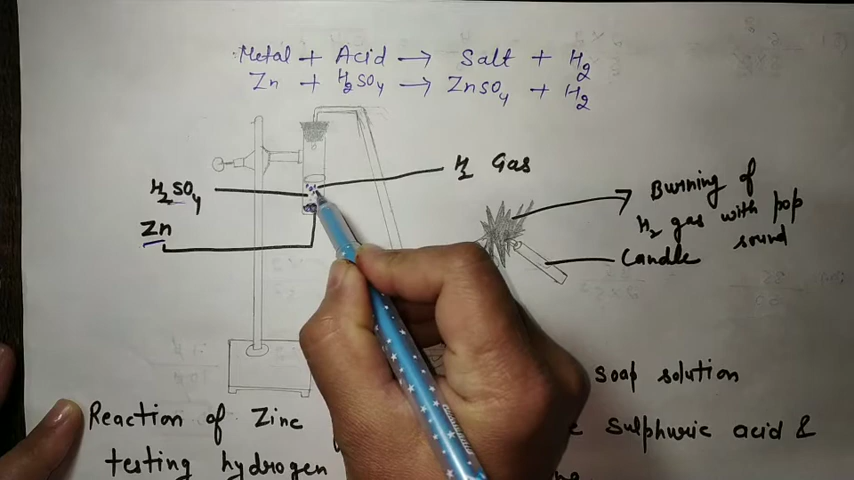 Metal + Acid → Salt + H2
Zn + H2SO4 → ZnSO4 + H2
H2 Gas
H2SO4
Zn
Burning of
H2 gas with pop
sound
Candle
soap solution
Reaction of Zinc sulphuric acid &
testing hydrogen